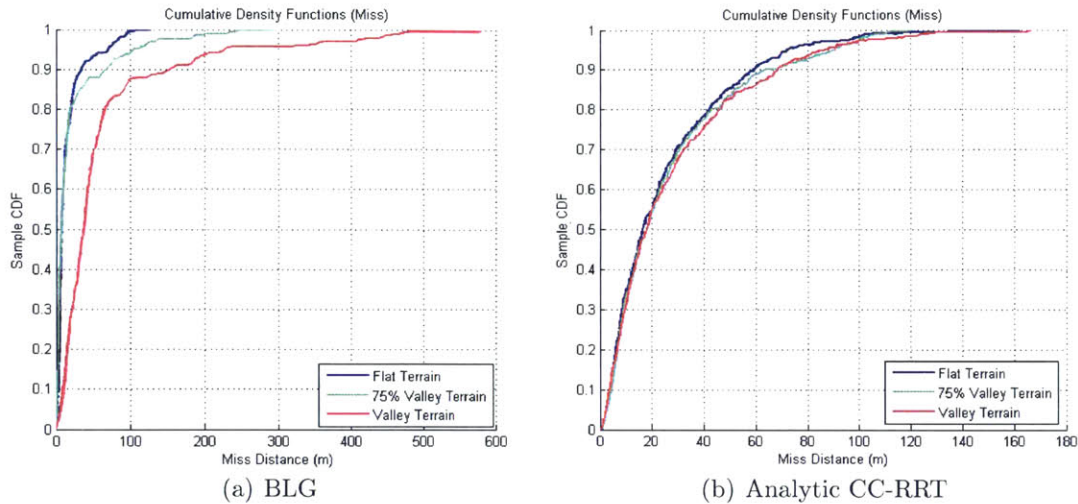 Cumulative Density Functions (Miss)
1
0.9
0.8
0.7
0.6
0.5
0.4
0.3
0.2
0.1
0
Sample CDF
0 100 200 300 400 500 600
Miss Distance (m)
Flat Terrain
75% Valley Terrain
Valley Terrain
(a) BLG
Cumulative Density Functions (Miss)
1
0.9
0.8
0.7
0.6
0.5
0.4
0.3
0.2
0.1
0
Sample CDF
0 20 40 60 80 100 120 140 160 180
Miss Distance (m)
Flat Terrain
75% Valley Terrain
Valley Terrain
(b) Analytic CC-RRT